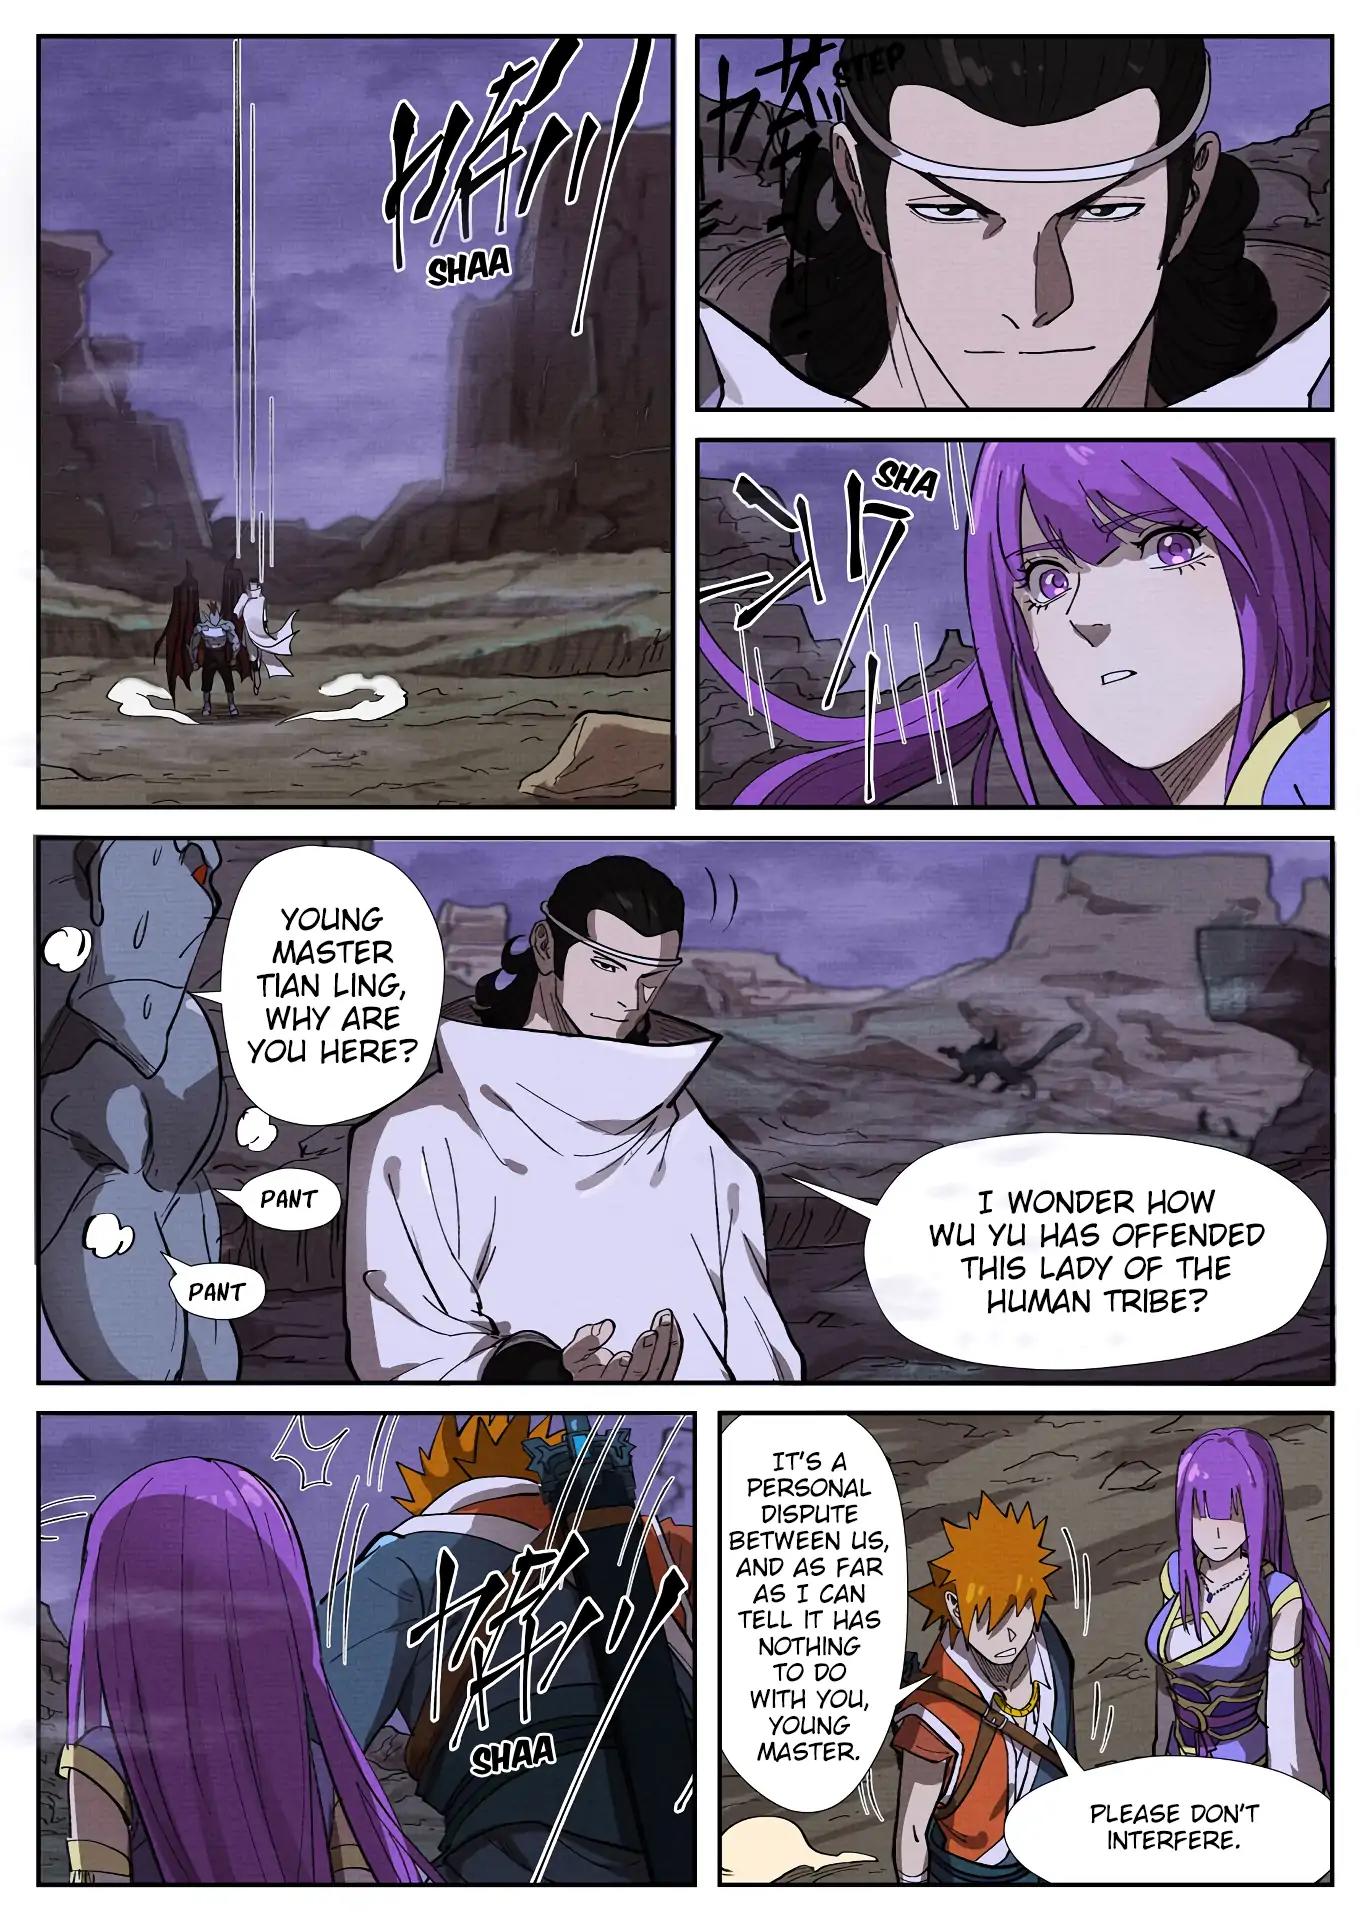 SHAA
STEP
SHA
YOUNG
MASTER
TIAN LING,
WHY ARE
YOU HERE?
PANT
PANT
I WONDER HOW
WU YU HAS OFFENDED
THIS LADY OF THE
HUMAN TRIBE?
SHAA
IT'S A
PERSONAL
DISPUTE
BETWEEN US,
AND AS FAR
AS I CAN
TELL IT HAS
NOTHING
TO DO
WITH YOU,
YOUNG
MASTER.
PLEASE DON'T
INTERFERE.